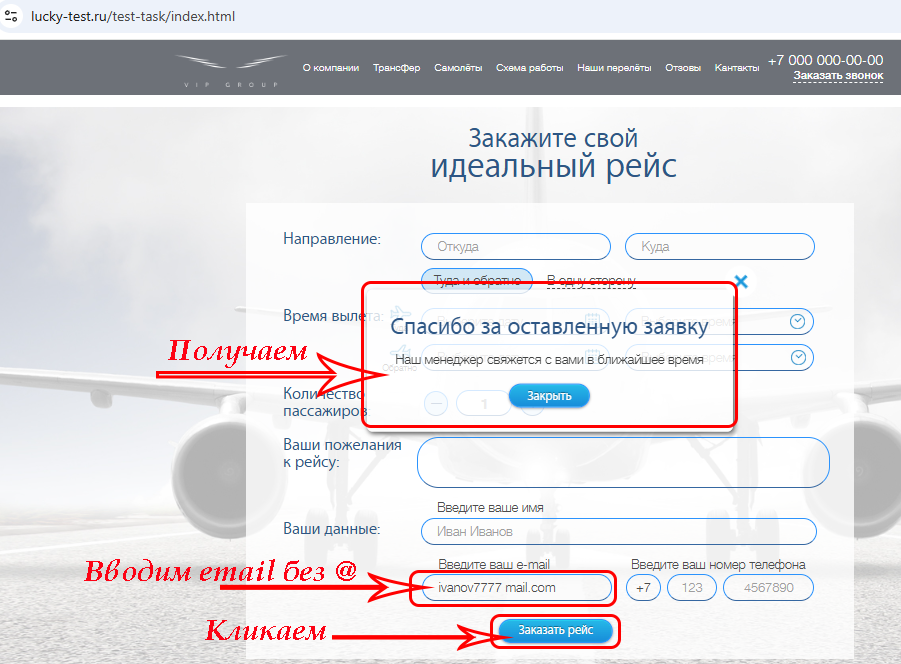 lucky-test.ru/test-task/index.html
VIP GROUP
О компании Трансфер Самолёты Схема работы Наши перелёты Отзывы Кантакты
+7 000 000-00-00
Заказать звонок
Закажите свой
идеальный рейс
Направление:
Откуда
Куда
Туда и обратно
В одну сторону
Время вылета:
Спасибо за оставленную заявку
Получаем
Наш менеджер свяжется с вами в ближайшее время
Обратно
Количество
пассажиров
1
Закрыть
Ваши пожелания
к рейсу:
Введите ваше имя
Ваши данные:
Иван Иванов
Введите ваш e-mail
Введите ваш номер телефона
Вводим email без @
ivanov7777 mail.com
+7
123
4567890
Кликаем
Заказать рейс